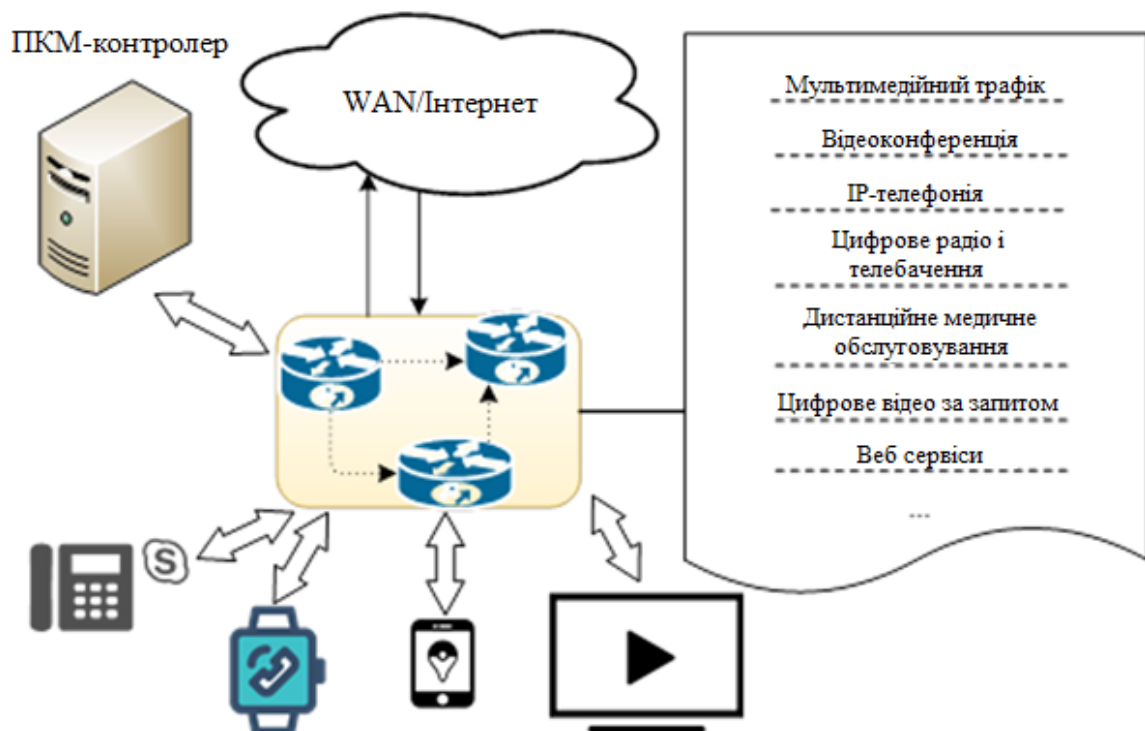 ПКМ-контролер
WAN/Інтернет
Мультимедійний трафік
Відеоконференція
IP-телефонія
Цифрове радіо і
телебачення
Дистанційне медичне
обслуговування
Цифрове відео за запитом
Веб сервіси
...
S